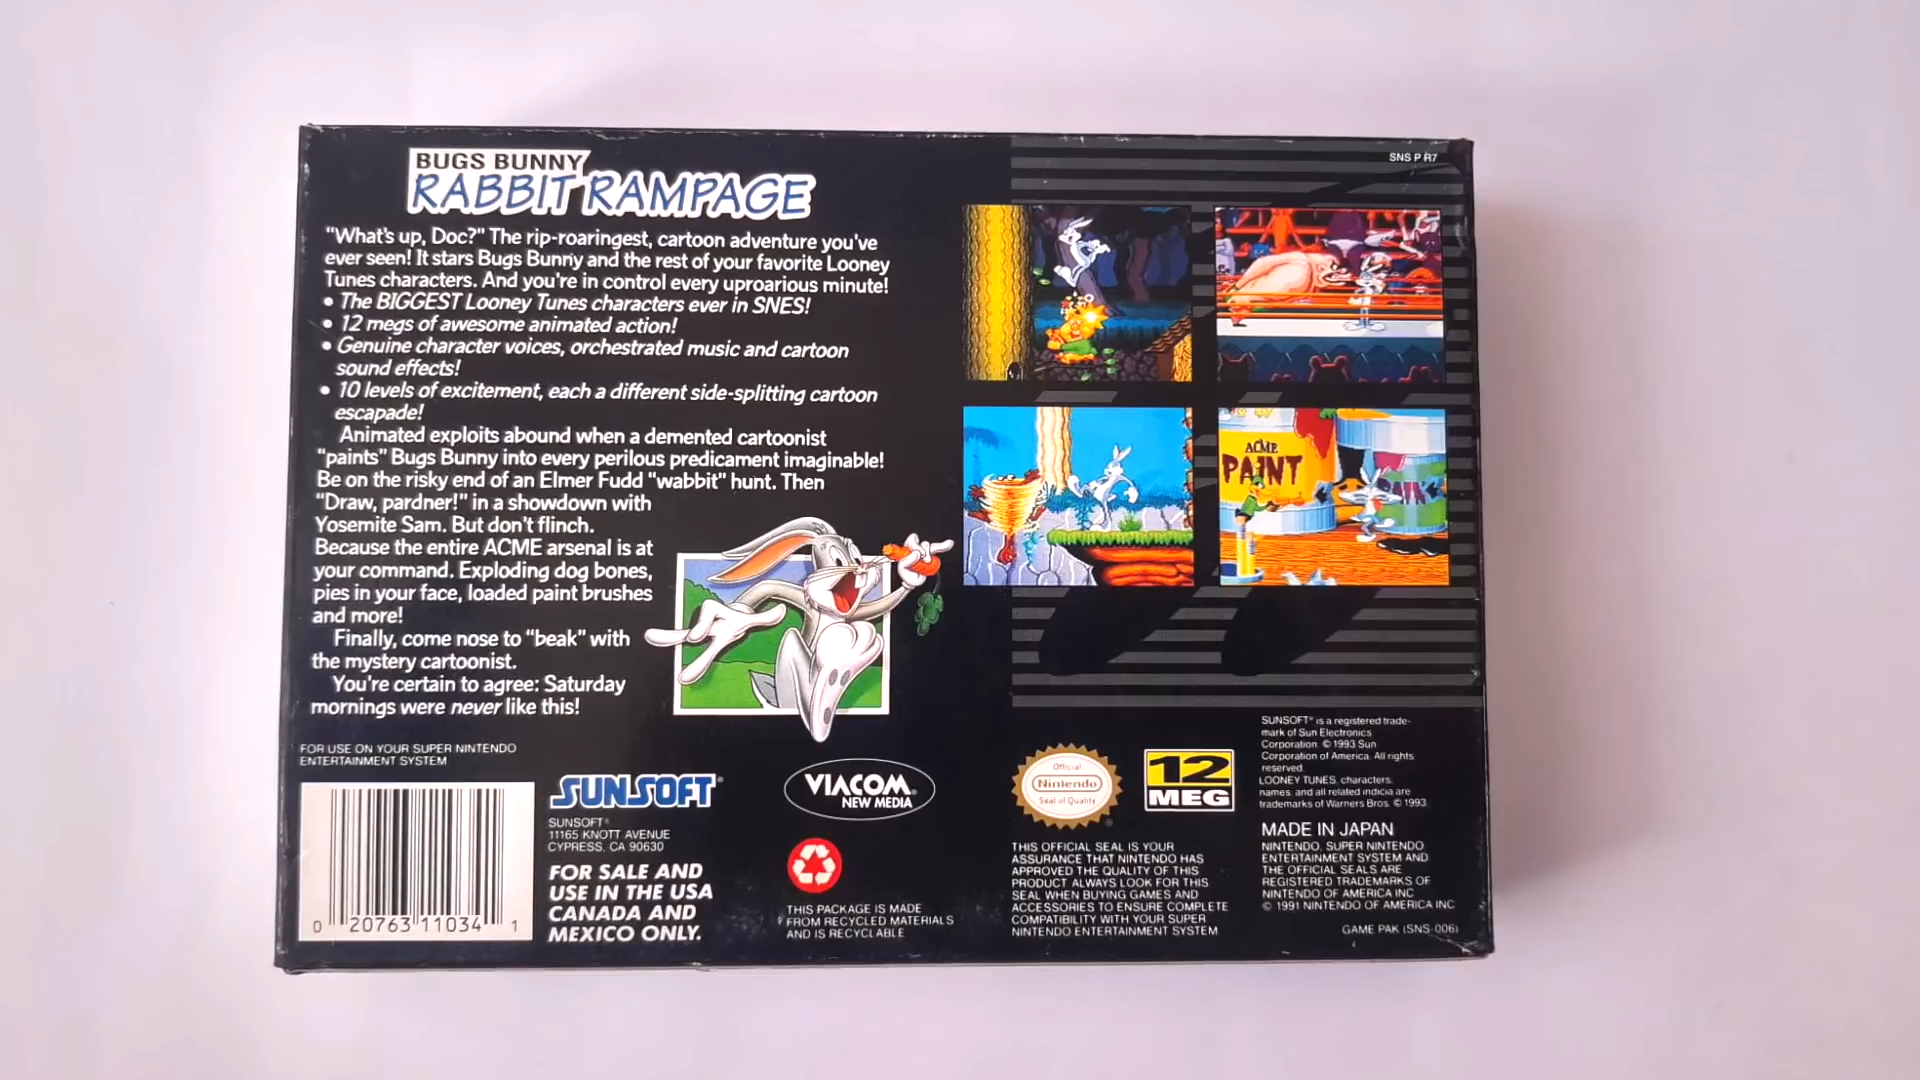 BUGS BUNNY
RABBIT RAMPAGE
"What's up, Doc?" The rip-roaringest, cartoon adventure you've
ever seen! It stars Bugs Bunny and the rest of your favorite Looney
Tunes characters. And you're in control every uproarious minute!
• The BIGGEST Looney Tunes characters ever in SNES!
• 12 megs of awesome animated action!
• Genuine character voices, orchestrated music and cartoon
sound effects!
• 10 levels of excitement, each a different side-splitting cartoon
escapade!
Animated exploits abound when a demented cartoonist
"paints" Bugs Bunny into every perilous predicament imaginable!
Be on the risky end of an Elmer Fudd "wabbit" hunt. Then
"Draw, pardner!" in a showdown with
Yosemite Sam. But don't flinch.
Because the entire ACME arsenal is at
your command. Exploding dog bones,
pies in your face, loaded paint brushes
and more!
Finally, come nose to "beak" with
the mystery cartoonist.
You're certain to agree: Saturday
mornings were never like this!
FOR USE ON YOUR SUPER NINTENDO
ENTERTAINMENT SYSTEM
0 20763 11034 1
SUNSOFT®
SUNSOFT®
11165 KNOTT AVENUE
CYPRESS, CA 90630
FOR SALE AND
USE IN THE USA
CANADA AND
MEXICO ONLY.
VIACOM®
NEW MEDIA
THIS PACKAGE IS MADE
FROM RECYCLED MATERIALS
AND IS RECYCLABLE
SNS P R7
ACME
PAINT
PAIN
Official
Nintendo
Seal of Quality
12
MEG
THIS OFFICIAL SEAL IS YOUR
ASSURANCE THAT NINTENDO HAS
APPROVED THE QUALITY OF THIS
PRODUCT ALWAYS LOOK FOR THIS
SEAL WHEN BUYING GAMES AND
ACCESSORIES TO ENSURE COMPLETE
COMPATIBILITY WITH YOUR SUPER
NINTENDO ENTERTAINMENT SYSTEM
SUNSOFT® is a registered trade-
mark of Sun Electronics
Corporation. © 1993 Sun
Corporation of America. All rights
reserved.
LOONEY TUNES, characters,
names, and all related indicia are
trademarks of Warners Bros. © 1993
MADE IN JAPAN
NINTENDO, SUPER NINTENDO
ENTERTAINMENT SYSTEM AND
THE OFFICIAL SEALS ARE
REGISTERED TRADEMARKS OF
NINTENDO OF AMERICA INC
© 1991 NINTENDO OF AMERICA INC
GAME PAK (SNS-006)